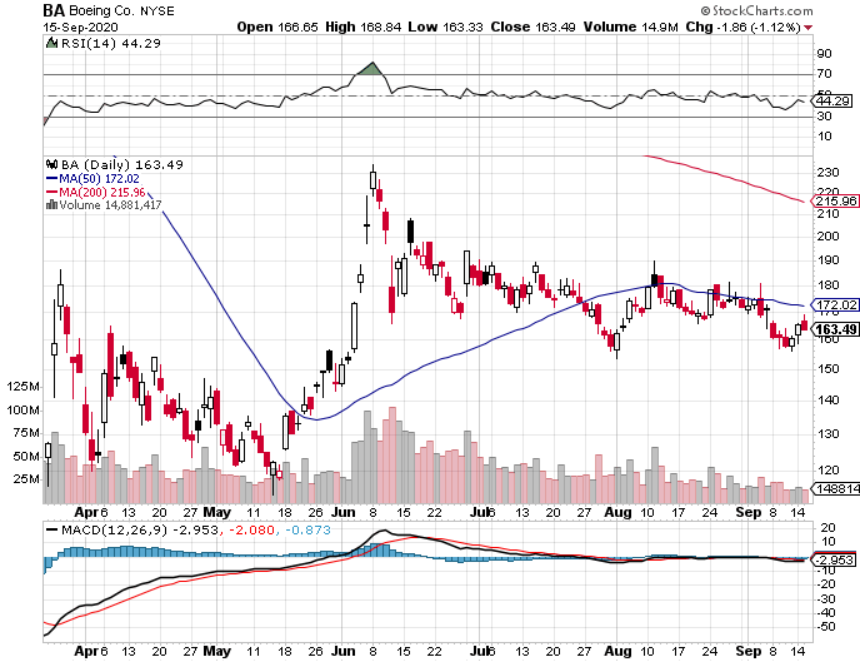 BA Boeing Co. NYSE © StockCharts.com
15-Sep-2020 Open 166.65 High 168.84 Low 163.33 Close 163.49 Volume 14.9M Chg -1.86 (-1.12%)
RSI(14) 44.29
90
70
50
44.29
30
10
BA (Daily) 163.49
MA(50) 172.02
MA(200) 215.96
Volume 14,881,417
230
220
215.96
210
200
190
180
172.02
170
163.49
160
150
140
130
120
125M
100M
75M
50M
25M
148814
Apr 6 13 20 27 May 11 18 26 Jun 8 15 22 Jul 6 13 20 27 Aug 10 17 24 Sep 8 14
MACD(12,26,9) -2.953, -2.080, -0.873
20
10
-2.953
-10
-20
-30
-40
-50
Apr 6 13 20 27 May 11 18 26 Jun 8 15 22 Jul 6 13 20 27 Aug 10 17 24 Sep 8 14